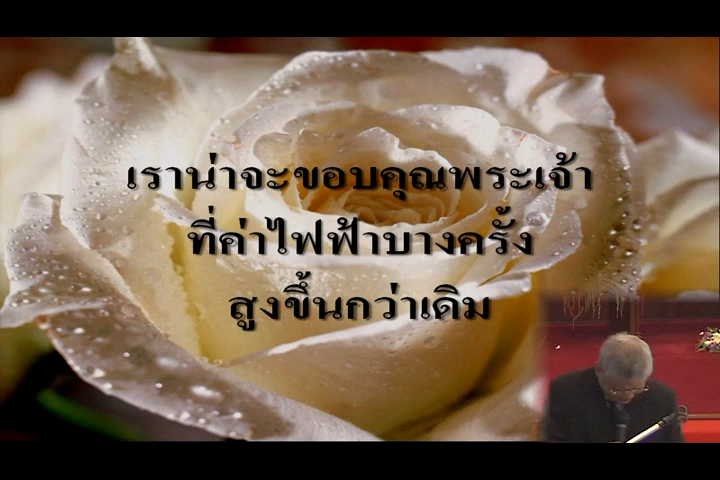 เราน่าจะขอบคุณพระเจ้า
ที่ค่าไฟฟ้าบางครั้ง
สูงขึ้นกว่าเดิม